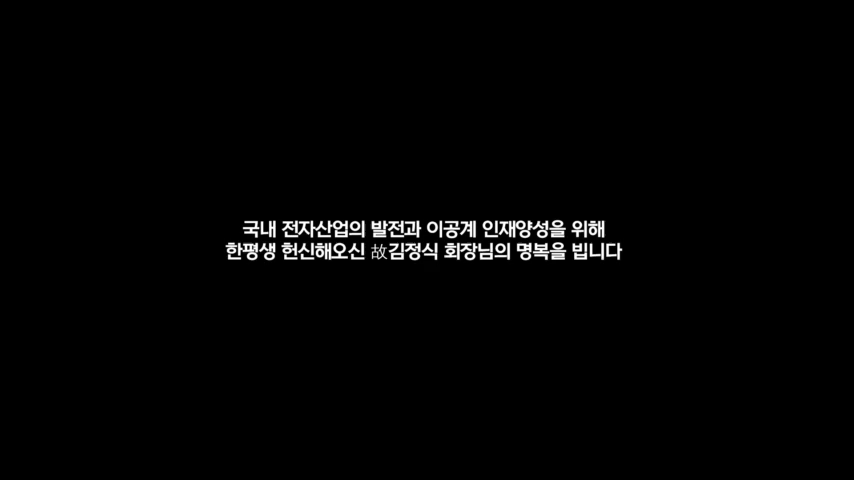 국내 전자산업의 발전과 이공계 인재양성을 위해
한평생 헌신해오신 故김정식 회장님의 명복을 빕니다